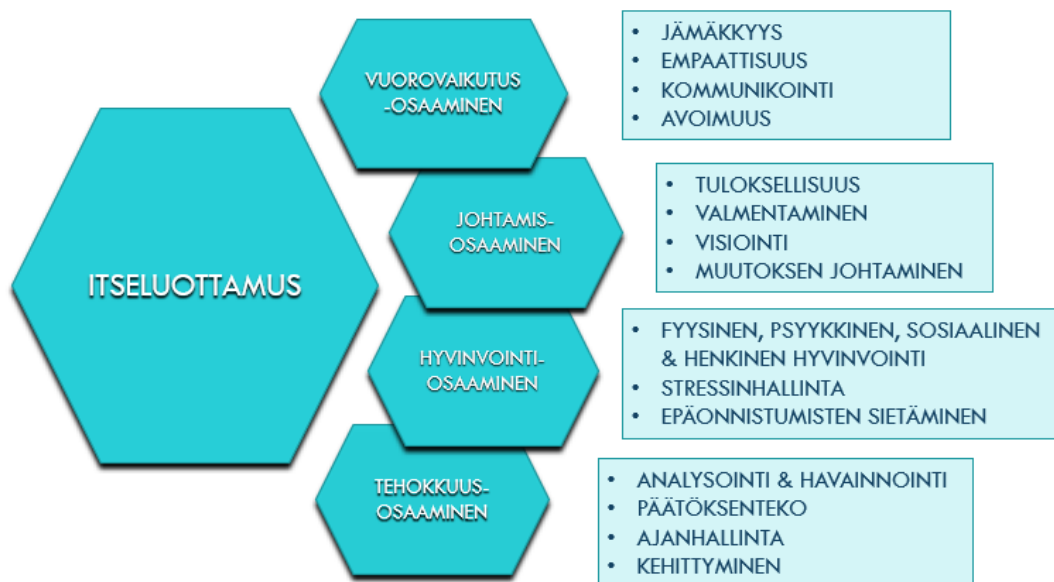 ITSELUOTTAMUS
VUOROVAIKUTUS
-OSAAMINEN
• JÄMÄKKYYS
• EMPAATTISUUS
• KOMMUNIKOINTI
• AVOIMUUS
JOHTAMIS-
OSAAMINEN
• TULOKSELLISUUS
• VALMENTAMINEN
• VISIOINTI
• MUUTOKSEN JOHTAMINEN
HYVINVOINTI-
OSAAMINEN
• FYYSINEN, PSYYKKINEN, SOSIAALINEN
& HENKINEN HYVINVOINTI
• STRESSINHALLINTA
• EPÄONNISTUMISTEN SIETÄMINEN
TEHOKKUUS-
OSAAMINEN
• ANALYSOINTI & HAVAINNOINTI
• PÄÄTÖKSENTEKO
• AJANHALLINTA
• KEHITTYMINEN